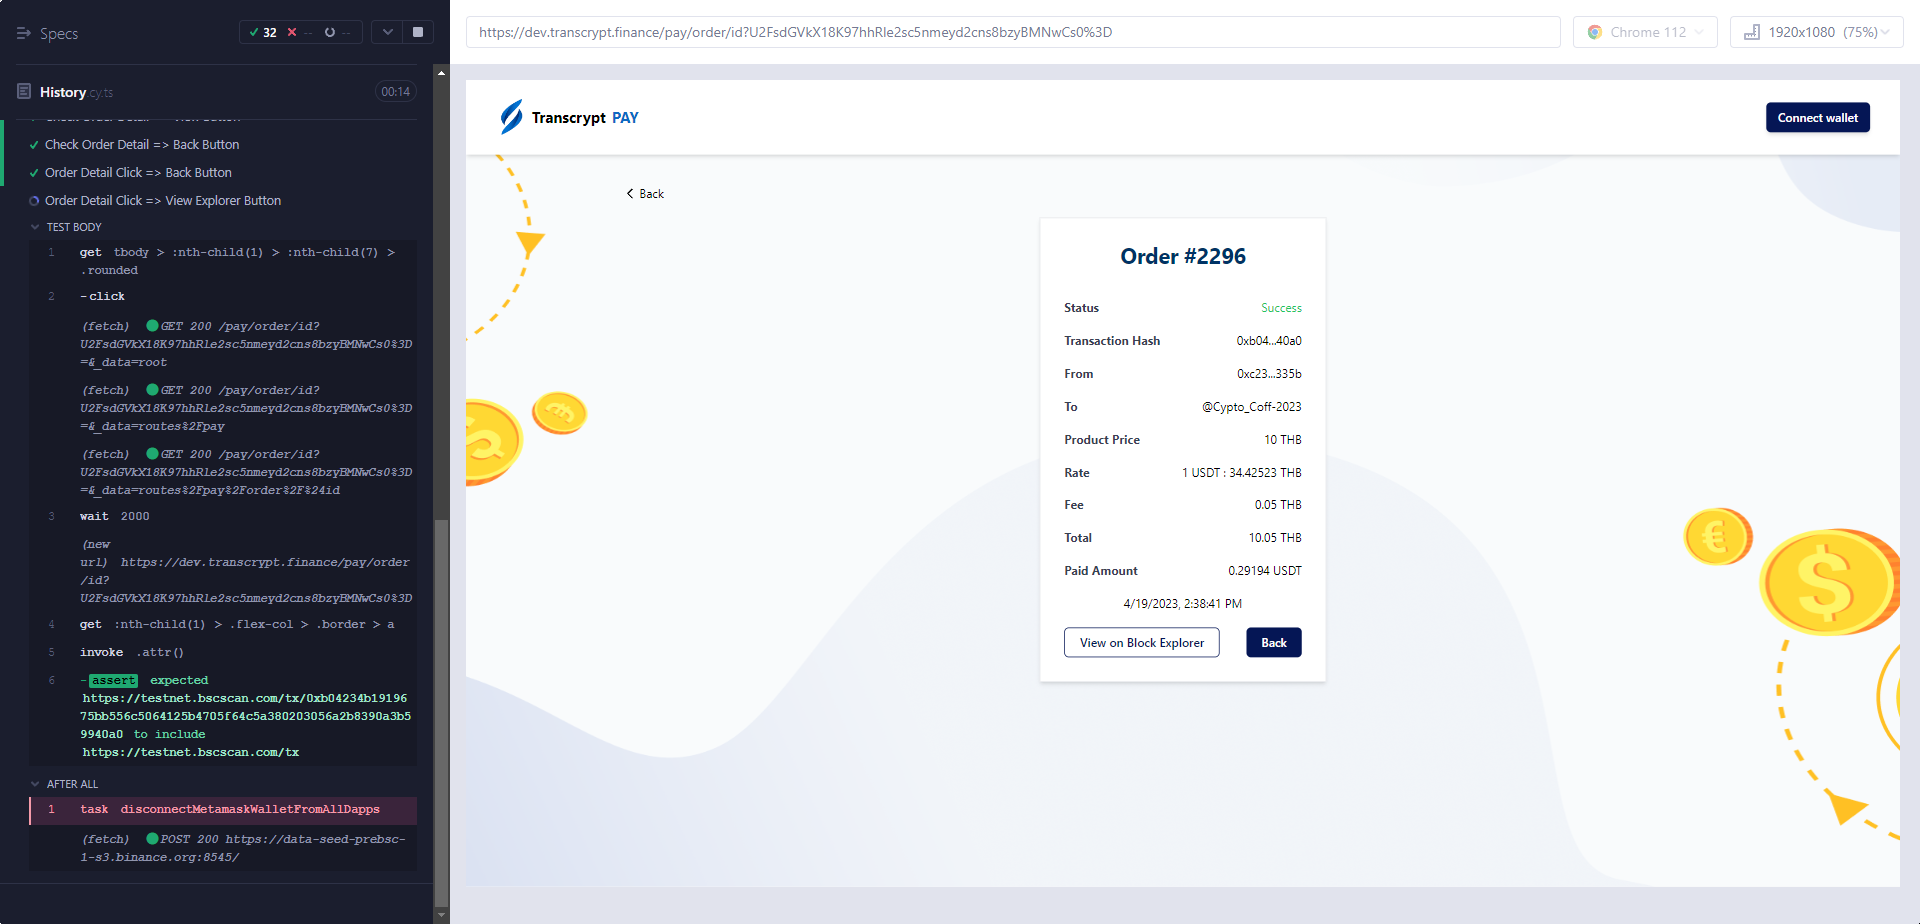 Specs
32
--
--
History.cy.ts
00:14
Check Order Detail => View Button
Check Order Detail => Back Button
Order Detail Click => Back Button
Order Detail Click => View Explorer Button
TEST BODY
1 get tbody > :nth-child(1) > :nth-child(7) >
.rounded
2 -click
(fetch) GET 200 /pay/order/id?
U2FsdGVkX18K97hhRle2sc5nmeyd2cns8bzyBMNwCs0%3D
=&_data=root
(fetch) GET 200 /pay/order/id?
U2FsdGVkX18K97hhRle2sc5nmeyd2cns8bzyBMNwCs0%3D
=&_data=routes%2Fpay
(fetch) GET 200 /pay/order/id?
U2FsdGVkX18K97hhRle2sc5nmeyd2cns8bzyBMNwCs0%3D
=&_data=routes%2Fpay%2Forder%2F%24id
3 wait 2000
(new
url) https://dev.transcrypt.finance/pay/order
/id?
U2FsdGVkX18K97hhRle2sc5nmeyd2cns8bzyBMNwCs0%3D
4 get :nth-child(1) > .flex-col > .border > a
5 invoke .attr()
6 -assert expected
https://testnet.bscscan.com/tx/0xb04234b19196
75bb556c5064125b4705f64c5a380203056a2b8390a3b5
9940a0 to include
https://testnet.bscscan.com/tx
AFTER ALL
1 task disconnectMetamaskWalletFromAllDapps
(fetch) POST 200 https://data-seed-prebsc-
1-s3.binance.org:8545/
https://dev.transcrypt.finance/pay/order/id?U2FsdGVkX18K97hhRle2sc5nmeyd2cns8bzyBMNwCs0%3D
Chrome 112
1920x1080 (75%)
Transcrypt PAY
Connect wallet
Back
Order #2296
Status Success
Transaction Hash 0xb04...40a0
From 0xc23...335b
To @Cypto_Coff-2023
Product Price 10 THB
Rate 1 USDT : 34.42523 THB
Fee 0.05 THB
Total 10.05 THB
Paid Amount 0.29194 USDT
4/19/2023, 2:38:41 PM
View on Block Explorer
Back